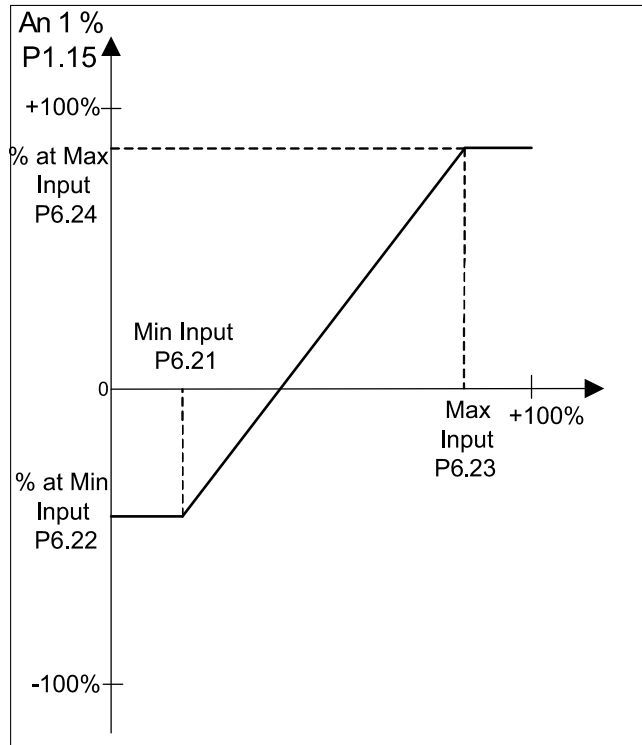 An 1 %
P1.15
+100%
% at Max
Input
P6.24
Min Input
P6.21
0
Max
Input
P6.23
+100%
% at Min
Input
P6.22
-100%